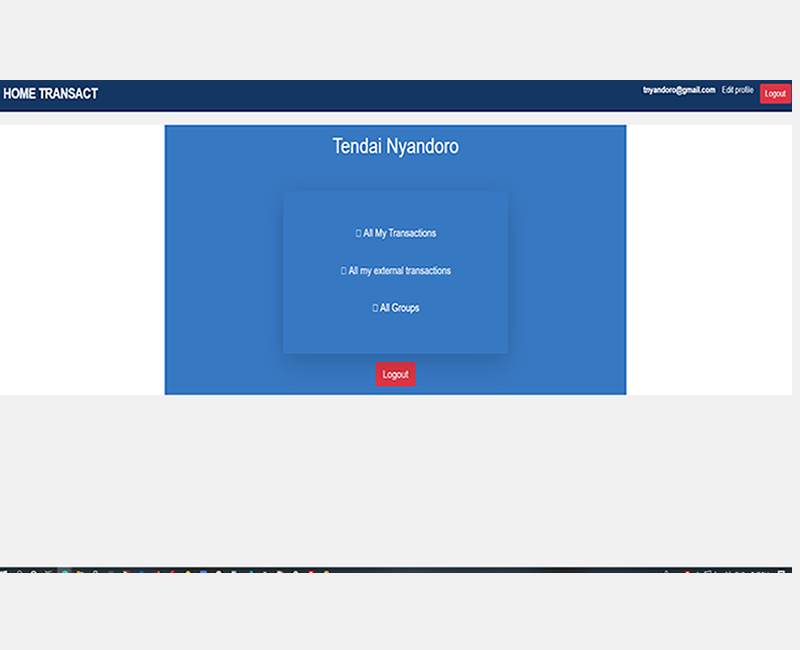 HOME TRANSACT
tnyandoro@gmail.com Edit profile Logout
Tendai Nyandoro
All My Transactions
All my external transactions
All Groups
Logout